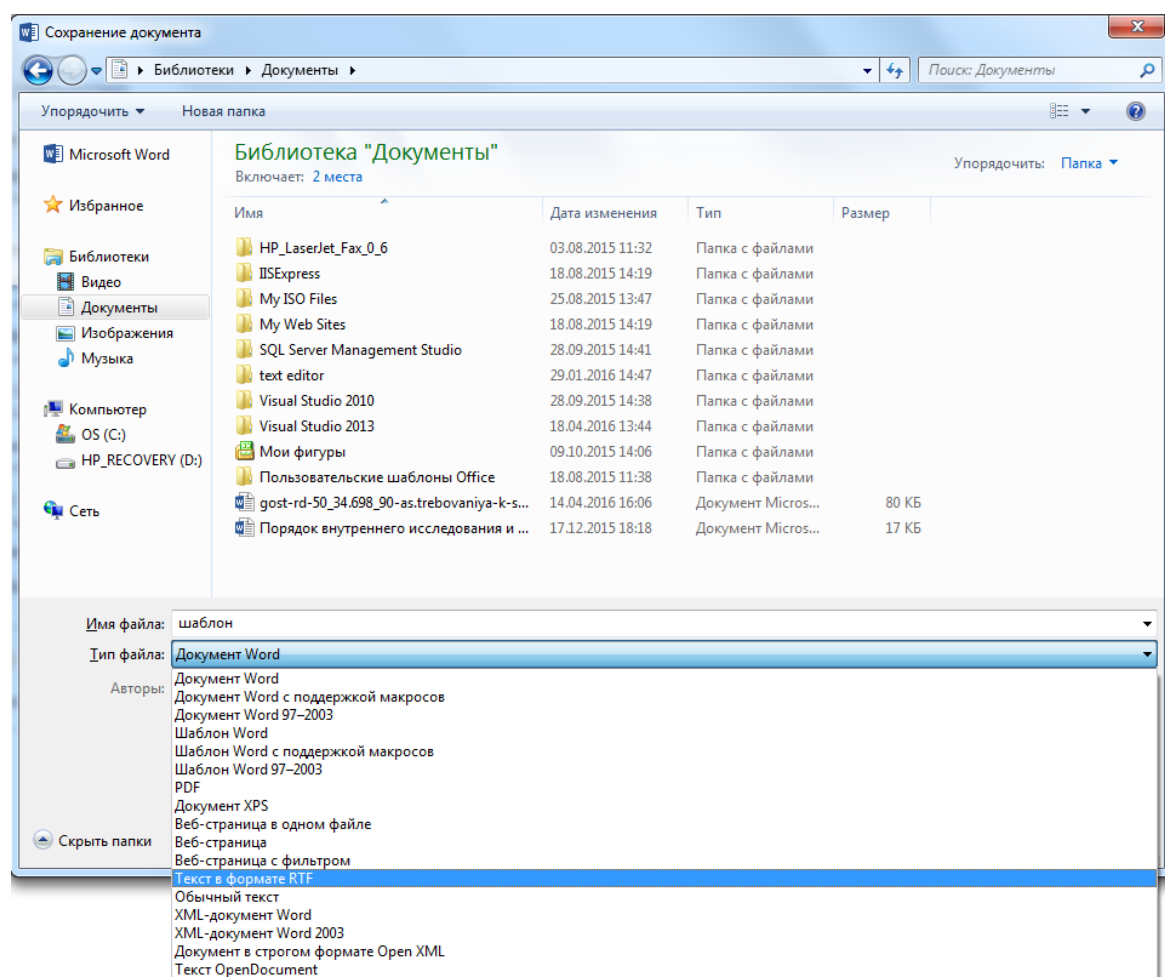 Сохранение документа
Библиотеки Документы
Поиск: Документы
Упорядочить Новая папка
Microsoft Word
Избранное
Библиотеки
Видео
Документы
Изображения
Музыка
Компьютер
OS (C:)
HP_RECOVERY (D:)
Сеть
Библиотека "Документы"
Включает: 2 места
Упорядочить: Папка
Имя Дата изменения Тип Размер
HP_LaserJet_Fax_0_6 03.08.2015 11:32 Папка с файлами
IISExpress 18.08.2015 14:19 Папка с файлами
My ISO Files 25.08.2015 13:47 Папка с файлами
My Web Sites 18.08.2015 14:19 Папка с файлами
SQL Server Management Studio 28.09.2015 14:41 Папка с файлами
text editor 29.01.2016 14:47 Папка с файлами
Visual Studio 2010 28.09.2015 14:38 Папка с файлами
Visual Studio 2013 18.04.2016 13:44 Папка с файлами
Мои фигуры 09.10.2015 14:06 Папка с файлами
Пользовательские шаблоны Office 18.08.2015 11:38 Папка с файлами
gost-rd-50_34.698_90-as.trebovaniya-k-s... 14.04.2016 16:06 Документ Micros... 80 КБ
Порядок внутреннего исследования и ... 17.12.2015 18:18 Документ Micros... 17 КБ
Имя файла: шаблон
Тип файла: Документ Word
Авторы:
Документ Word
Документ Word с поддержкой макросов
Документ Word 97–2003
Шаблон Word
Шаблон Word с поддержкой макросов
Шаблон Word 97–2003
PDF
Документ XPS
Веб-страница в одном файле
Веб-страница
Веб-страница с фильтром
Текст в формате RTF
Обычный текст
XML-документ Word
XML-документ Word 2003
Документ в строгом формате Open XML
Текст OpenDocument
Скрыть папки